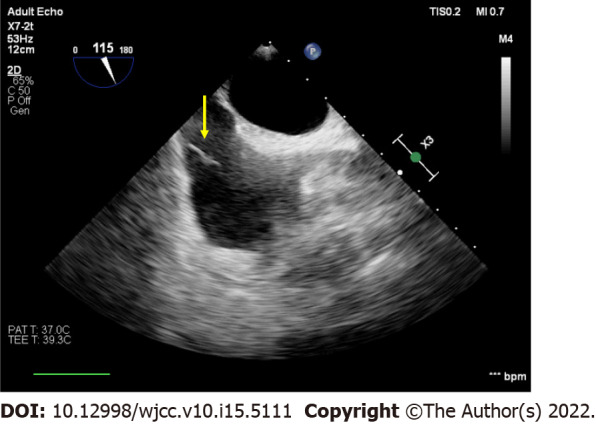 Adult Echo
TIS0.2 MI 0.7
X7-2t
53Hz
12cm
0 115 180
P
M4
2D
65%
C 50
P Off
Gen
X3
PAT T: 37.0C
TEE T: 39.3C
*** bpm
DOI: 10.12998/wjcc.v10.i15.5111 Copyright ©The Author(s) 2022.